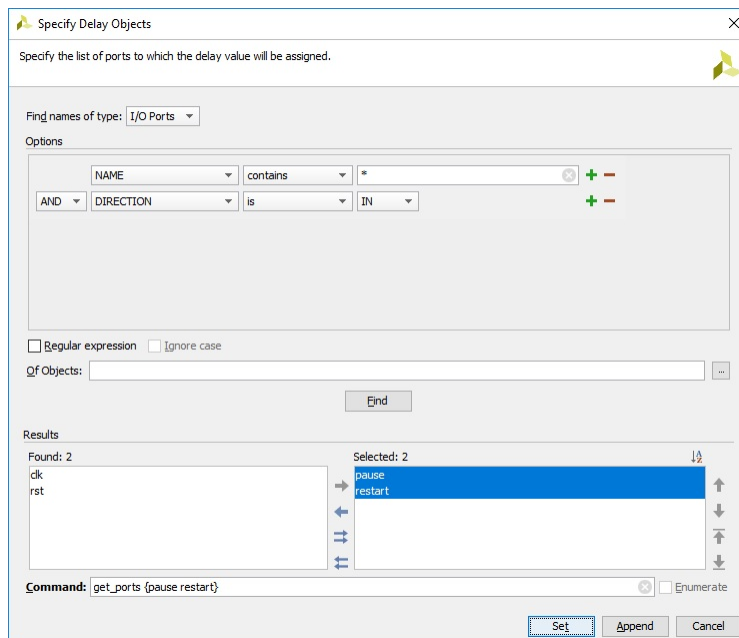 Specify Delay Objects
Specify the list of ports to which the delay value will be assigned.
Find names of type: I/O Ports
Options
NAME contains *
AND DIRECTION is IN
Regular expression Ignore case
Of Objects: ...
Find
Results
Found: 2 Selected: 2
clk pause
rst restart
Command: get_ports {pause restart} Enumerate
Set Append Cancel